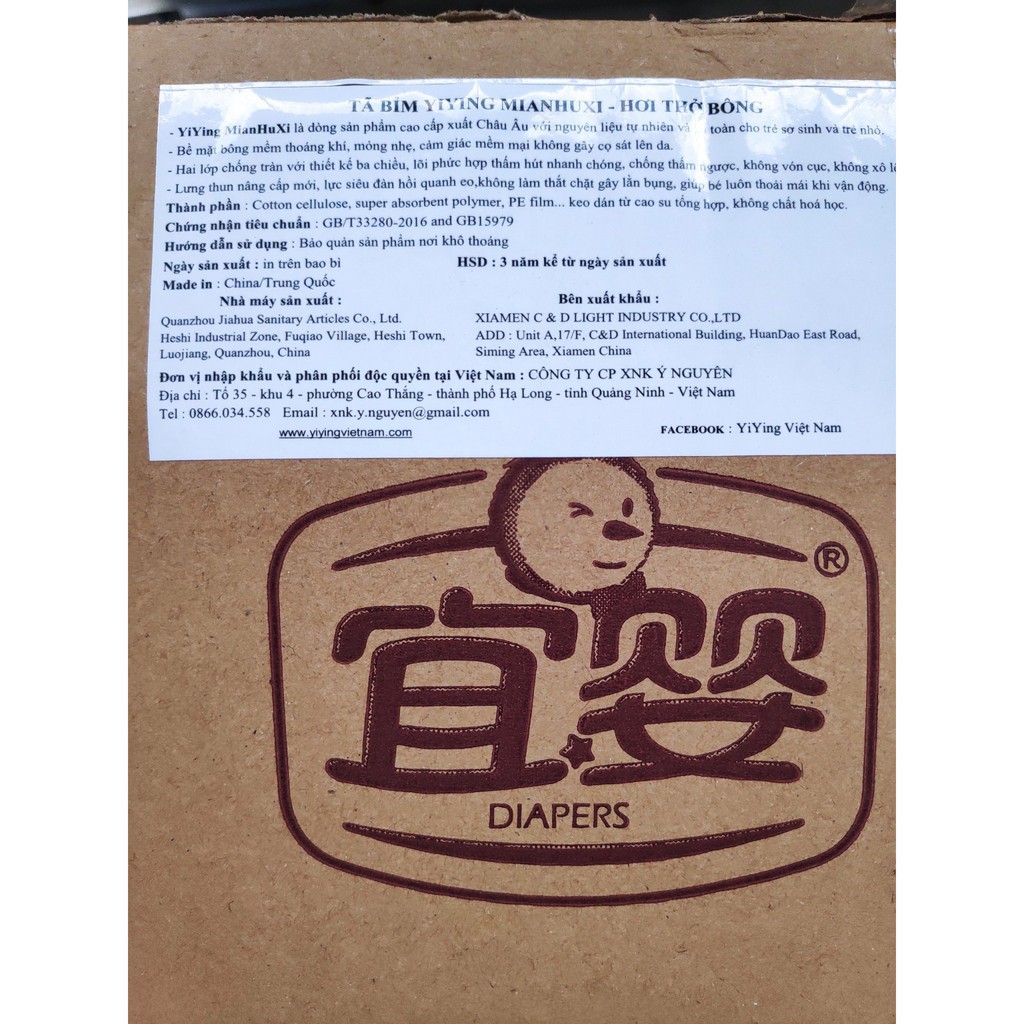 TÃ BỈM YIYING MIANHUXI - HƠI THỞ BÔNG
- YiYing MianHuXi là dòng sản phẩm cao cấp xuất Châu Âu với nguyên liệu tự nhiên và toàn cho trẻ sơ sinh và trẻ nhỏ.
- Bề mặt bông mềm thoáng khí, mỏng nhẹ, cảm giác mềm mại không gây cọ sát lên da.
- Hai lớp chống tràn với thiết kế ba chiều, lõi phức hợp thấm hút nhanh chóng, chống thấm ngược, không vón cục, không xô
- Lưng thun nâng cấp mới, lực siêu đàn hồi quanh eo,không làm thắt chặt gây lằn bụng, giúp bé luôn thoải mái khi vận động.
Thành phần : Cotton cellulose, super absorbent polymer, PE film... keo dán từ cao su tổng hợp, không chất hoá học.
Chứng nhận tiêu chuẩn : GB/T33280-2016 and GB15979
Hướng dẫn sử dụng : Bảo quản sản phẩm nơi khô thoáng
Ngày sản xuất : in trên bao bì HSD : 3 năm kể từ ngày sản xuất
Made in : China/Trung Quốc
Nhà máy sản xuất : Bên xuất khẩu :
Quanzhou Jiahua Sanitary Articles Co., Ltd. XIAMEN C & D LIGHT INDUSTRY CO.,LTD
Heshi Industrial Zone, Fuqiao Village, Heshi Town, ADD : Unit A,17/F, C&D International Building, HuanDao East Road,
Luojiang, Quanzhou, China Siming Area, Xiamen China
Đơn vị nhập khẩu và phân phối độc quyền tại Việt Nam : CÔNG TY CP XNK Ý NGUYÊN
Địa chỉ : Tổ 35 - khu 4 - phường Cao Thắng - thành phố Hạ Long - tỉnh Quảng Ninh - Việt Nam
Tel : 0866.034.558 Email : xnk.y.nguyen@gmail.com
www.yiyingvietnam.com FACEBOOK : YiYing Việt Nam
®
宜婴
DIAPERS